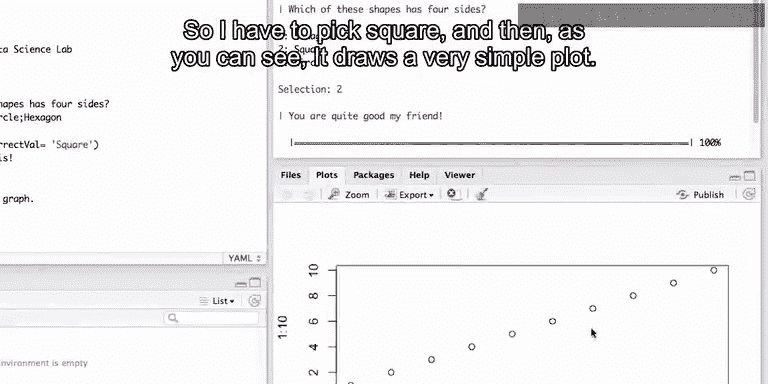 So I have to pick square, and then, as
you can see, It draws a very simple plot.
| Which of these shapes has four sides?
2:
Selection: 2
| You are quite good my friend!
| | 100%
ca Science Lab
hapes has four sides?
rcle;Hexagon
rrectVal= 'Square')
is!
graph.
YAML
List
nvironment is empty
Files Plots Packages Help Viewer
Zoom Export Publish
1:10
10
8
6
4
2